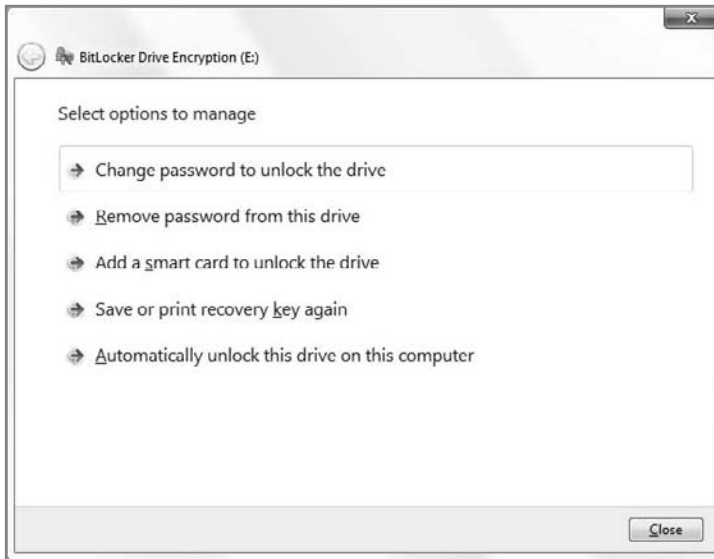 x
BitLocker Drive Encryption (E:)
Select options to manage
Change password to unlock the drive
Remove password from this drive
Add a smart card to unlock the drive
Save or print recovery key again
Automatically unlock this drive on this computer
Close